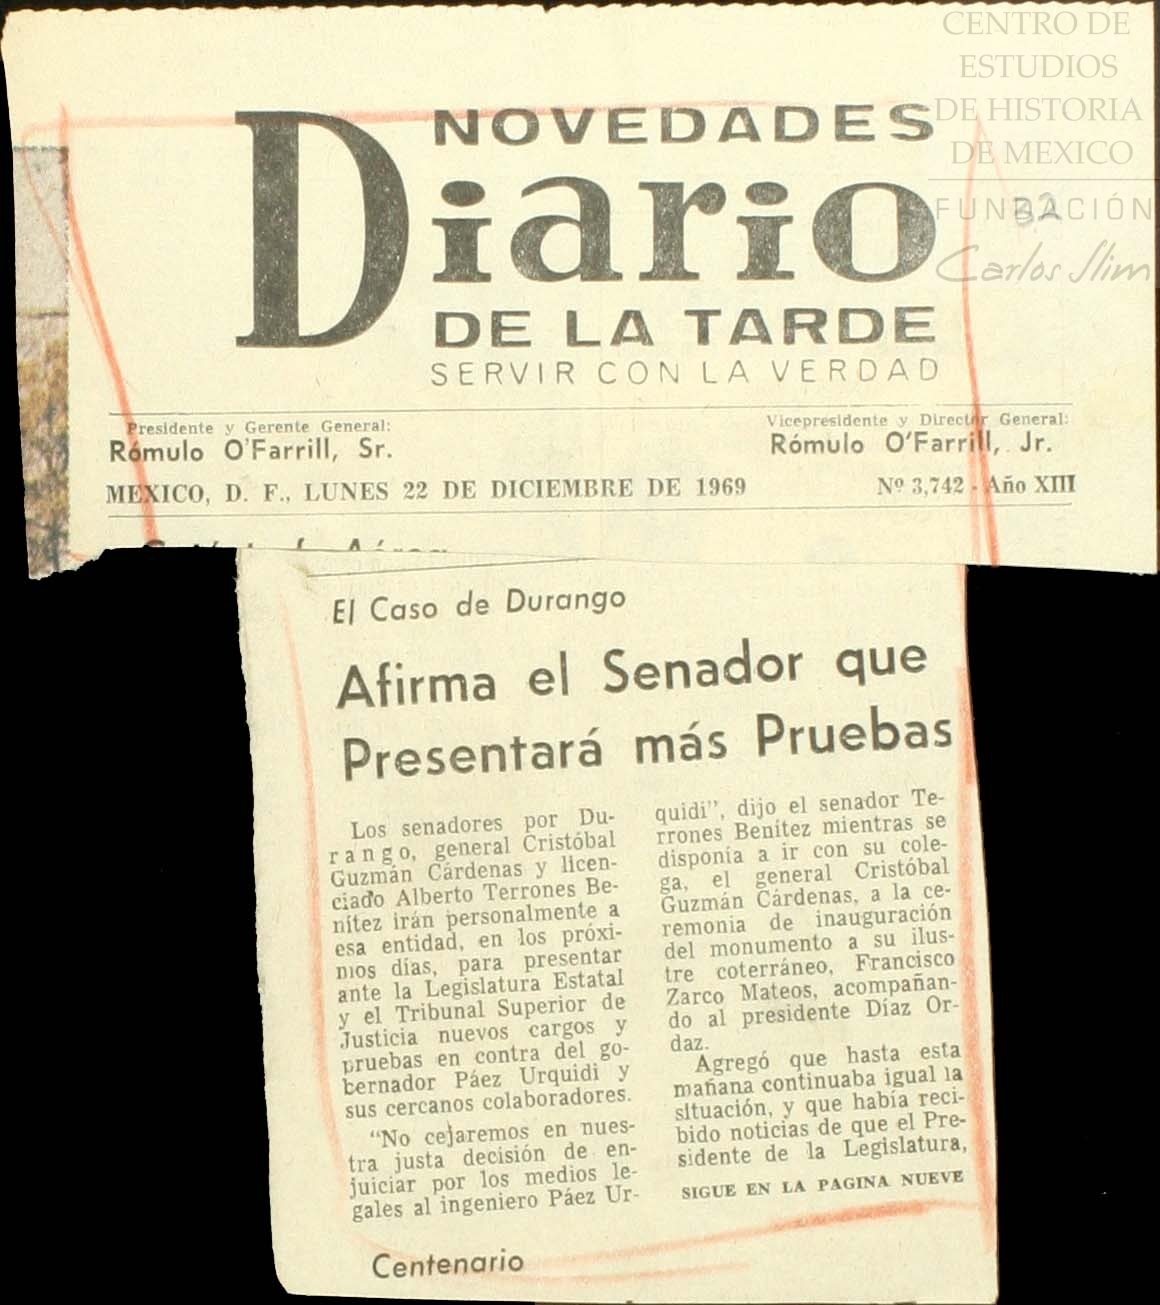 CENTRO DE
ESTUDIOS
DE HISTORIA
DE MEXICO
FUNDACIÓN
Carlos Slim
32
NOVEDADES
Diario
DE LA TARDE
SERVIR CON LA VERDAD
Presidente y Gerente General:
Rómulo O'Farrill, Sr.
Vicepresidente y Director General:
Rómulo O'Farrill, Jr.
MEXICO, D. F., LUNES 22 DE DICIEMBRE DE 1969
Nº 3,742 - Año XIII
El Caso de Durango
Afirma el Senador que
Presentará más Pruebas
Los senadores por Du-
rango, general Cristóbal
Guzmán Cárdenas y licen-
ciado Alberto Terrones Be-
nítez irán personalmente a
esa entidad, en los próxi-
mos días, para presentar
ante la Legislatura Estatal
y el Tribunal Superior de
Justicia nuevos cargos y
pruebas en contra del go-
bernador Páez Urquidi y
sus cercanos colaboradores.
"No cejaremos en nues-
tra justa decisión de en-
juiciar por los medios le-
gales al ingeniero Páez Ur-
quidi", dijo el senador Te-
rrones Benítez mientras se
disponía a ir con su cole-
ga, el general Cristóbal
Guzmán Cárdenas, a la ce-
remonia de inauguración
del monumento a su ilus-
tre coterráneo, Francisco
Zarco Mateos, acompañan-
do al presidente Díaz Or-
daz.
Agregó que hasta esta
mañana continuaba igual la
situación, y que había reci-
bido noticias de que el Pre-
sidente de la Legislatura,
SIGUE EN LA PAGINA NUEVE
Centenario